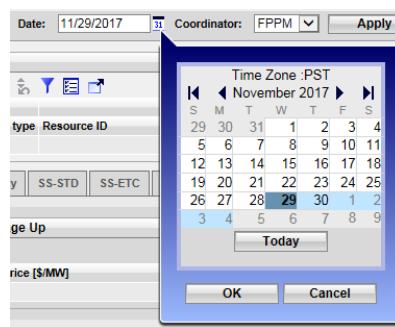 Date: 11/29/2017 31 Coordinator: FPPM Apply
Time Zone :PST
November 2017
S M T W T F S
29 30 31 1 2 3 4
5 6 7 8 9 10 11
12 13 14 15 16 17 18
19 20 21 22 23 24 25
26 27 28 29 30 1 2
3 4 5 6 7 8 9
Today
OK Cancel
type Resource ID
y SS-STD SS-ETC
ge Up
rice [$/MW]